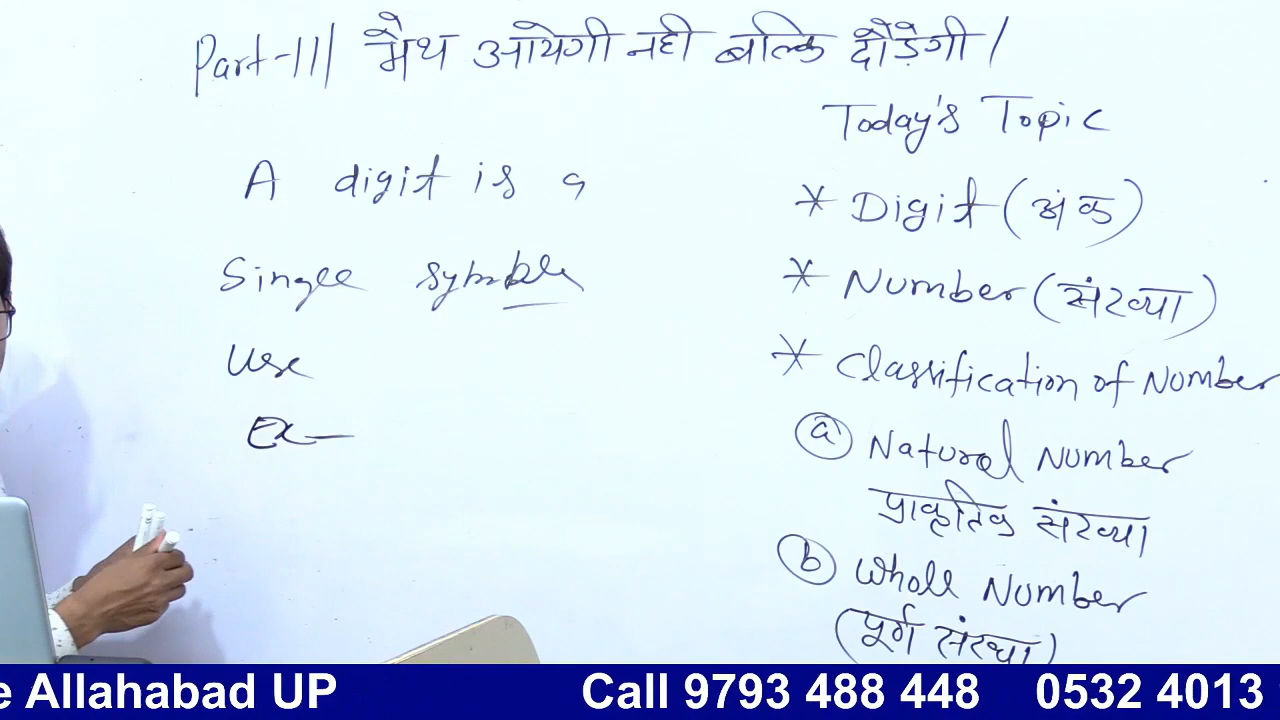 Part-III मैथ आयेगी नही बल्कि दौड़ेगी।
Today's Topic
A digit is a
Single symble
Use
Ex—
* Digit (अंक)
* Number (संख्या)
* Classification of Number
(a) Natural Number
प्राकृतिक संख्या
(b) Whole Number
(पूर्ण संख्या)
e Allahabad UP Call 9793 488 448 0532 4013